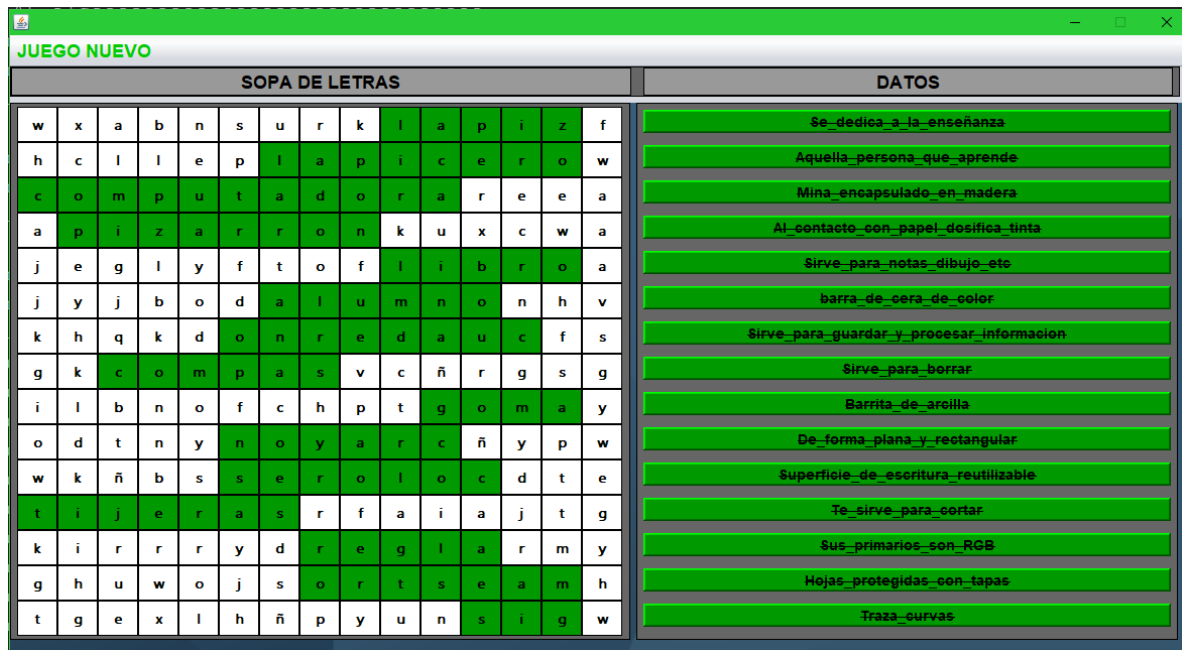 JUEGO NUEVO
SOPA DE LETRAS
DATOS
w x a b n s u r k l a p i z f
h c l l e p l a p i c e r o w
c o m p u t a d o r a r e e a
a p i z a r r o n k u x c w a
j e g l y f t o f l i b r o a
j y j b o d a l u m n o n h v
k h q k d o n r e d a u c f s
g k c o m p a s v c ñ r g s g
i l b n o f c h p t g o m a y
o d t n y n o y a r c ñ y p w
w k ñ b s s e r o l o c d t e
t i j e r a s r f a i a j t g
k i r r r y d r e g l a r m y
g h u w o j s o r t s e a m h
t g e x l h ñ p y u n s i g w
Se_dedica_a_la_enseñanza
Aquella_persona_que_aprende
Mina_encapsulado_en_madera
Al_contacto_con_papel_dosifica_tinta
Sirve_para_notas_dibujo_etc
barra_de_cera_de_color
Sirve_para_guardar_y_procesar_informacion
Sirve_para_borrar
Barrita_de_arcilla
De_forma_plana_y_rectangular
Superficie_de_escritura_reutilizable
Te_sirve_para_cortar
Sus_primarios_son_RGB
Hojas_protegidas_con_tapas
Traza_curvas